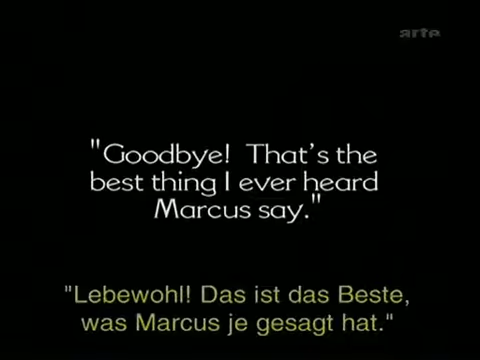 arte
"Goodbye! That's the
best thing I ever heard
Marcus say."
"Lebewohl! Das ist das Beste,
was Marcus je gesagt hat."